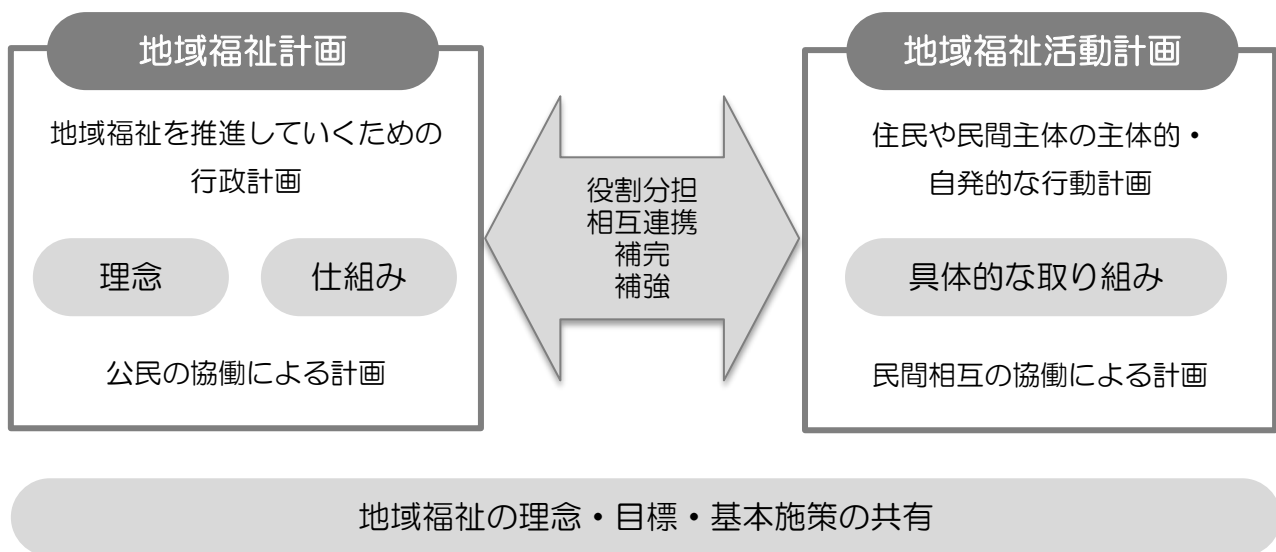 地域福祉計画
地域福祉を推進していくための
行政計画
理念
仕組み
公民の協働による計画
役割分担
相互連携
補完
補強
地域福祉活動計画
住民や民間主体の主体的・
自発的な行動計画
具体的な取り組み
民間相互の協働による計画
地域福祉の理念・目標・基本施策の共有